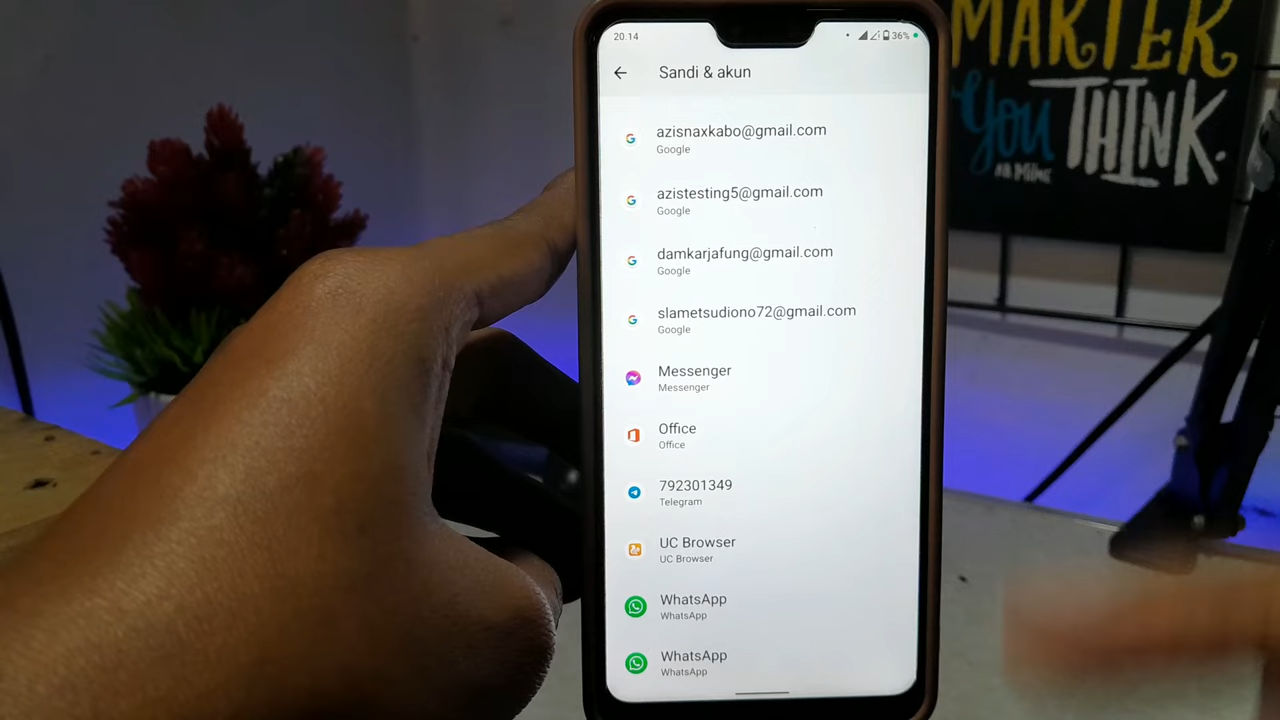 20.14
36%
Sandi & akun
azisnaxkabo@gmail.com
Google
azistesting5@gmail.com
Google
damkarjafung@gmail.com
Google
slametsudiono72@gmail.com
Google
Messenger
Messenger
Office
Office
792301349
Telegram
UC Browser
UC Browser
WhatsApp
WhatsApp
WhatsApp
WhatsApp
YOU THINK.